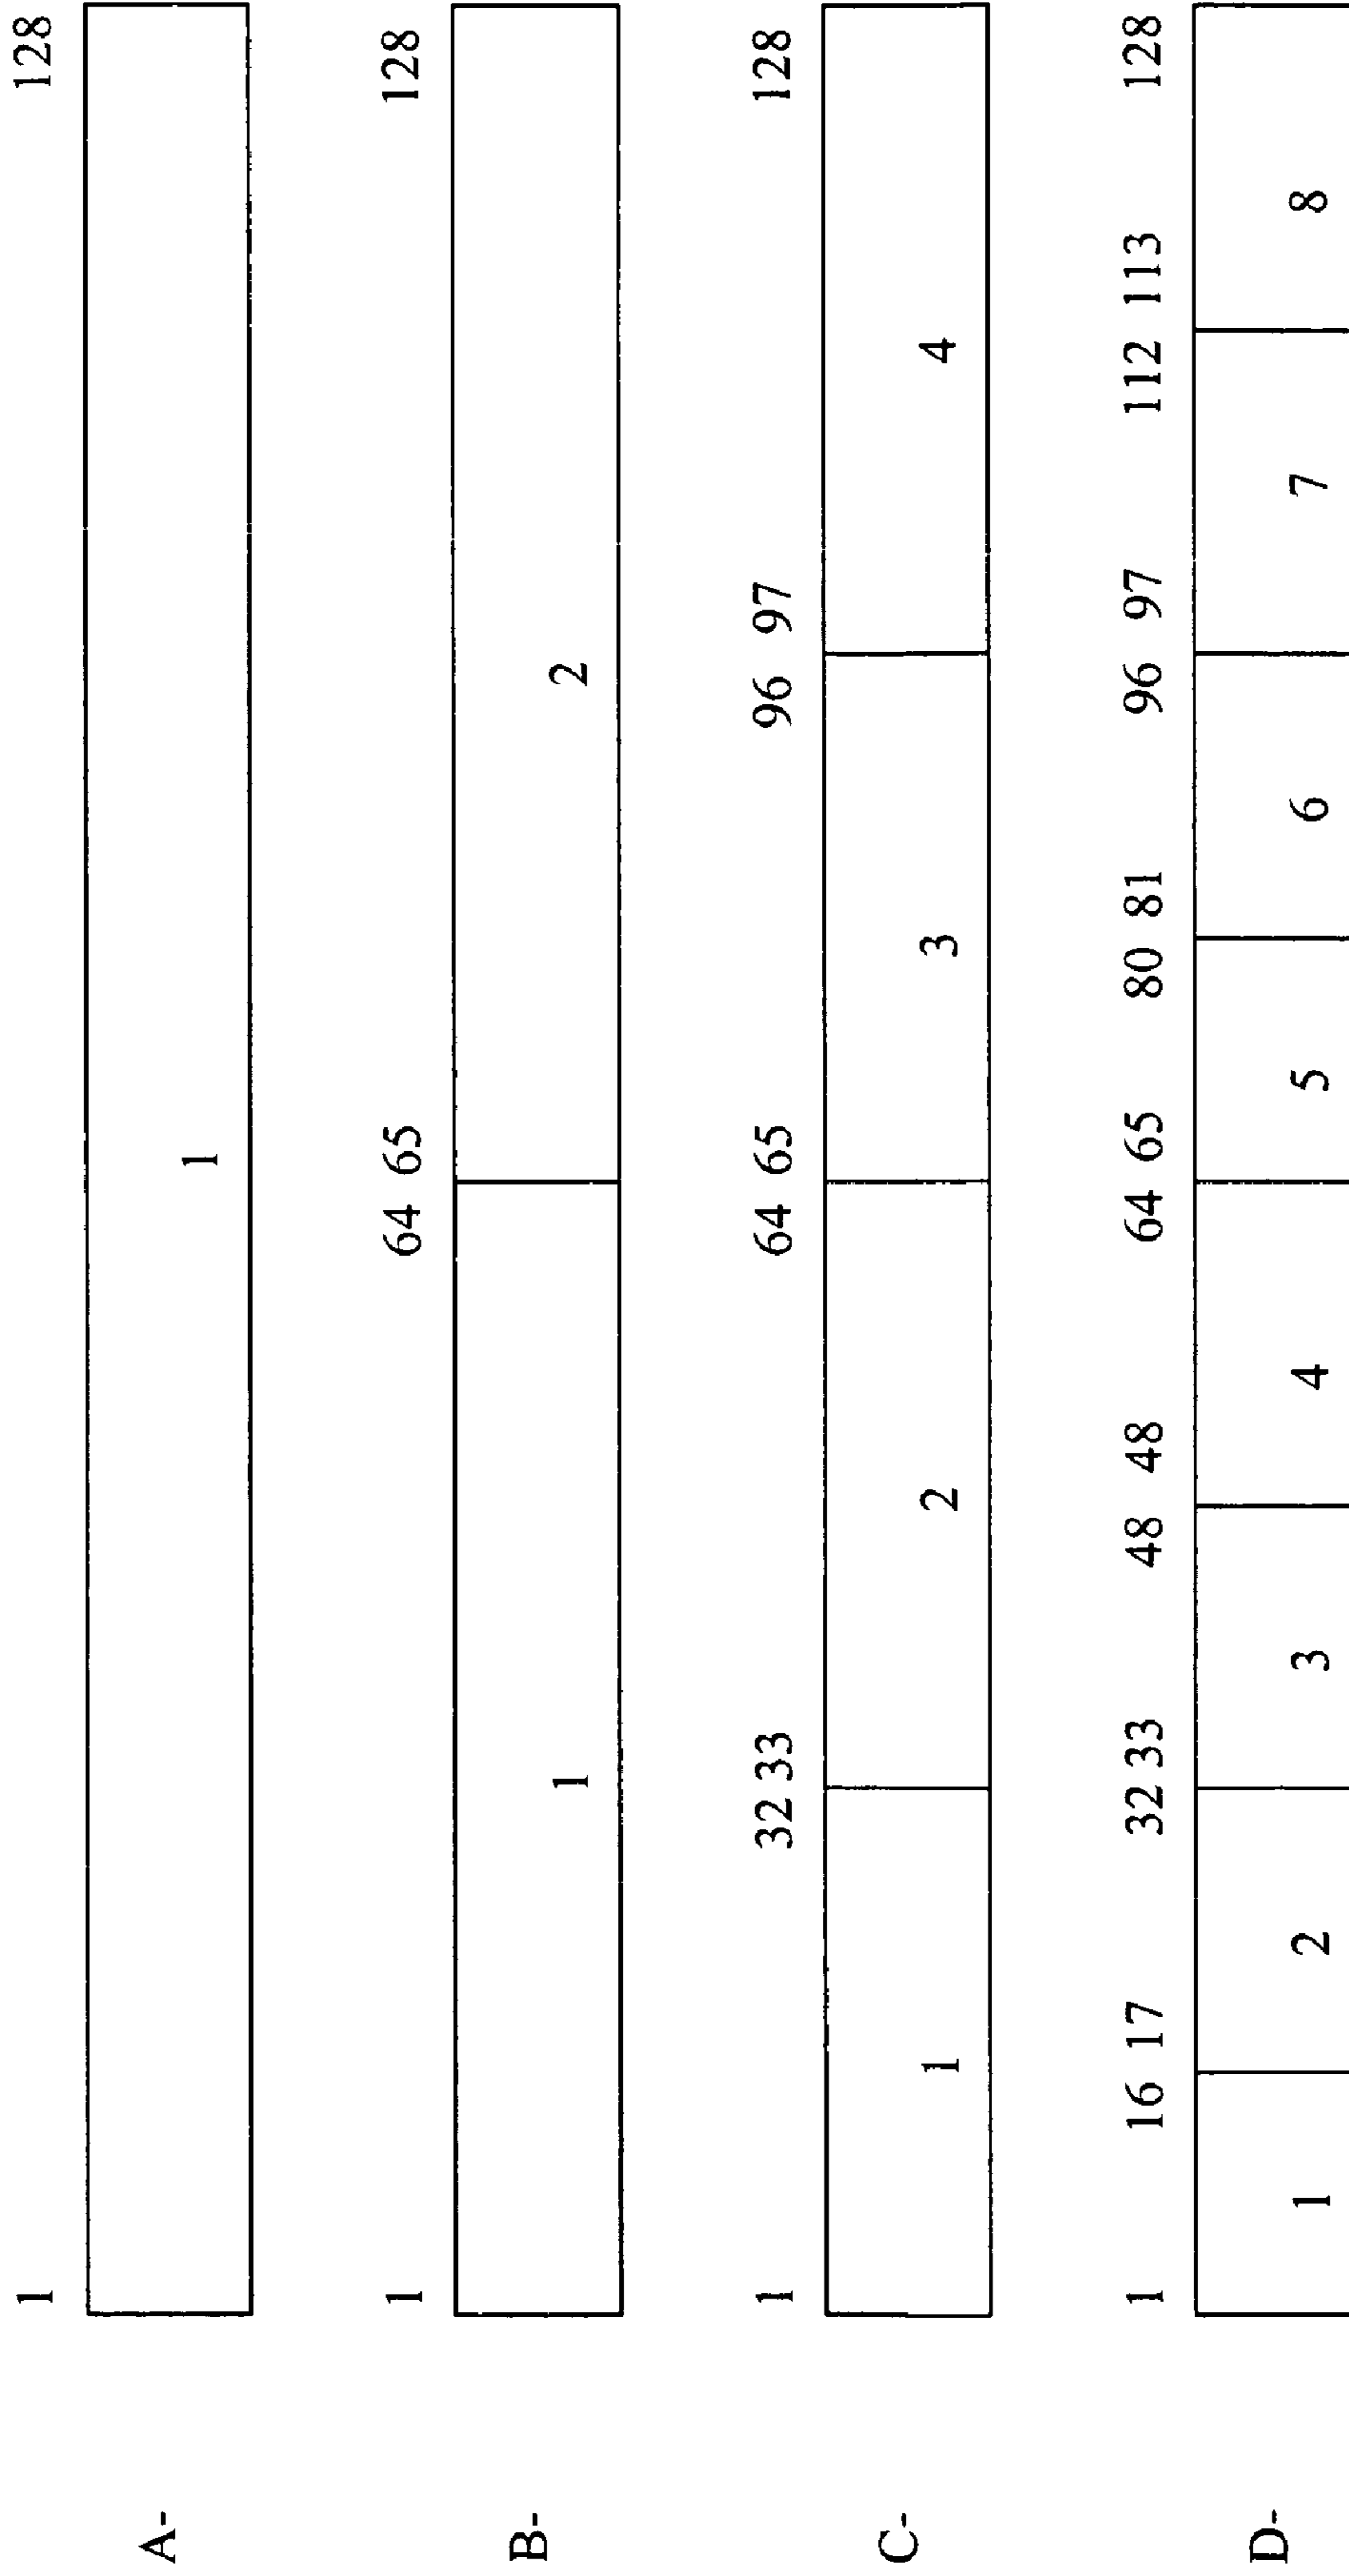 1 128
A- 1
1 64 65 128
B- 1 2
1 32 33 64 65 96 97 128
C- 1 2 3 4
1 16 17 32 33 48 48 64 65 80 81 96 97 112 113 128
D- 1 2 3 4 5 6 7 8